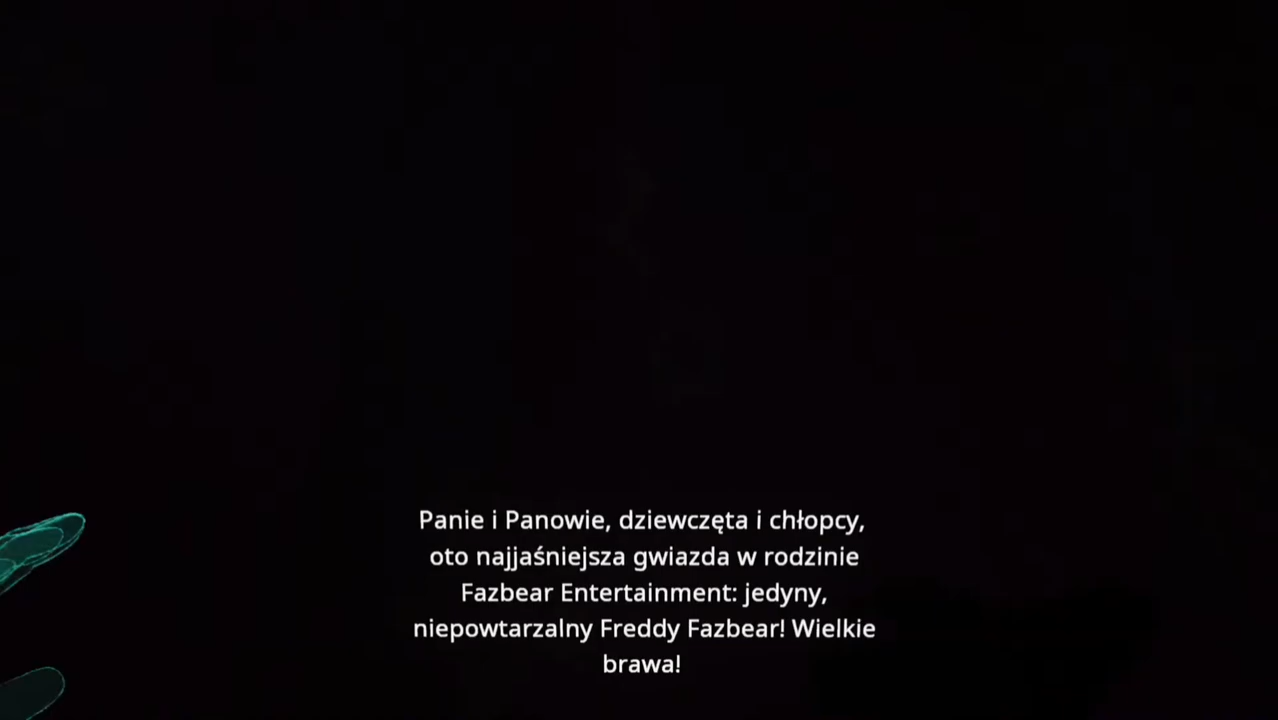 Panie i Panowie, dziewczęta i chłopcy,
oto najjaśniejsza gwiazda w rodzinie
Fazbear Entertainment: jedyny,
niepowtarzalny Freddy Fazbear! Wielkie
brawa!